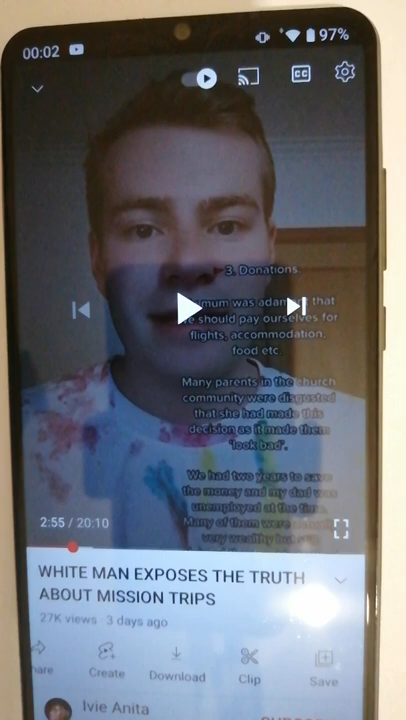 00:02
97%
CC
3. Donations
mum was adamant that
we should pay ourselves for
flights, accommodation,
food etc
Many parents in the church
community were disgusted
that she had made this
decision as it made them
'look bad'.
We had two years to save
the money and my dad was
unemployed at the time.
Many of them were
very wealthy but
2:55 / 20:10
WHITE MAN EXPOSES THE TRUTH
ABOUT MISSION TRIPS
27K views · 3 days ago
hare
Create
Download
Clip
Save
Ivie Anita